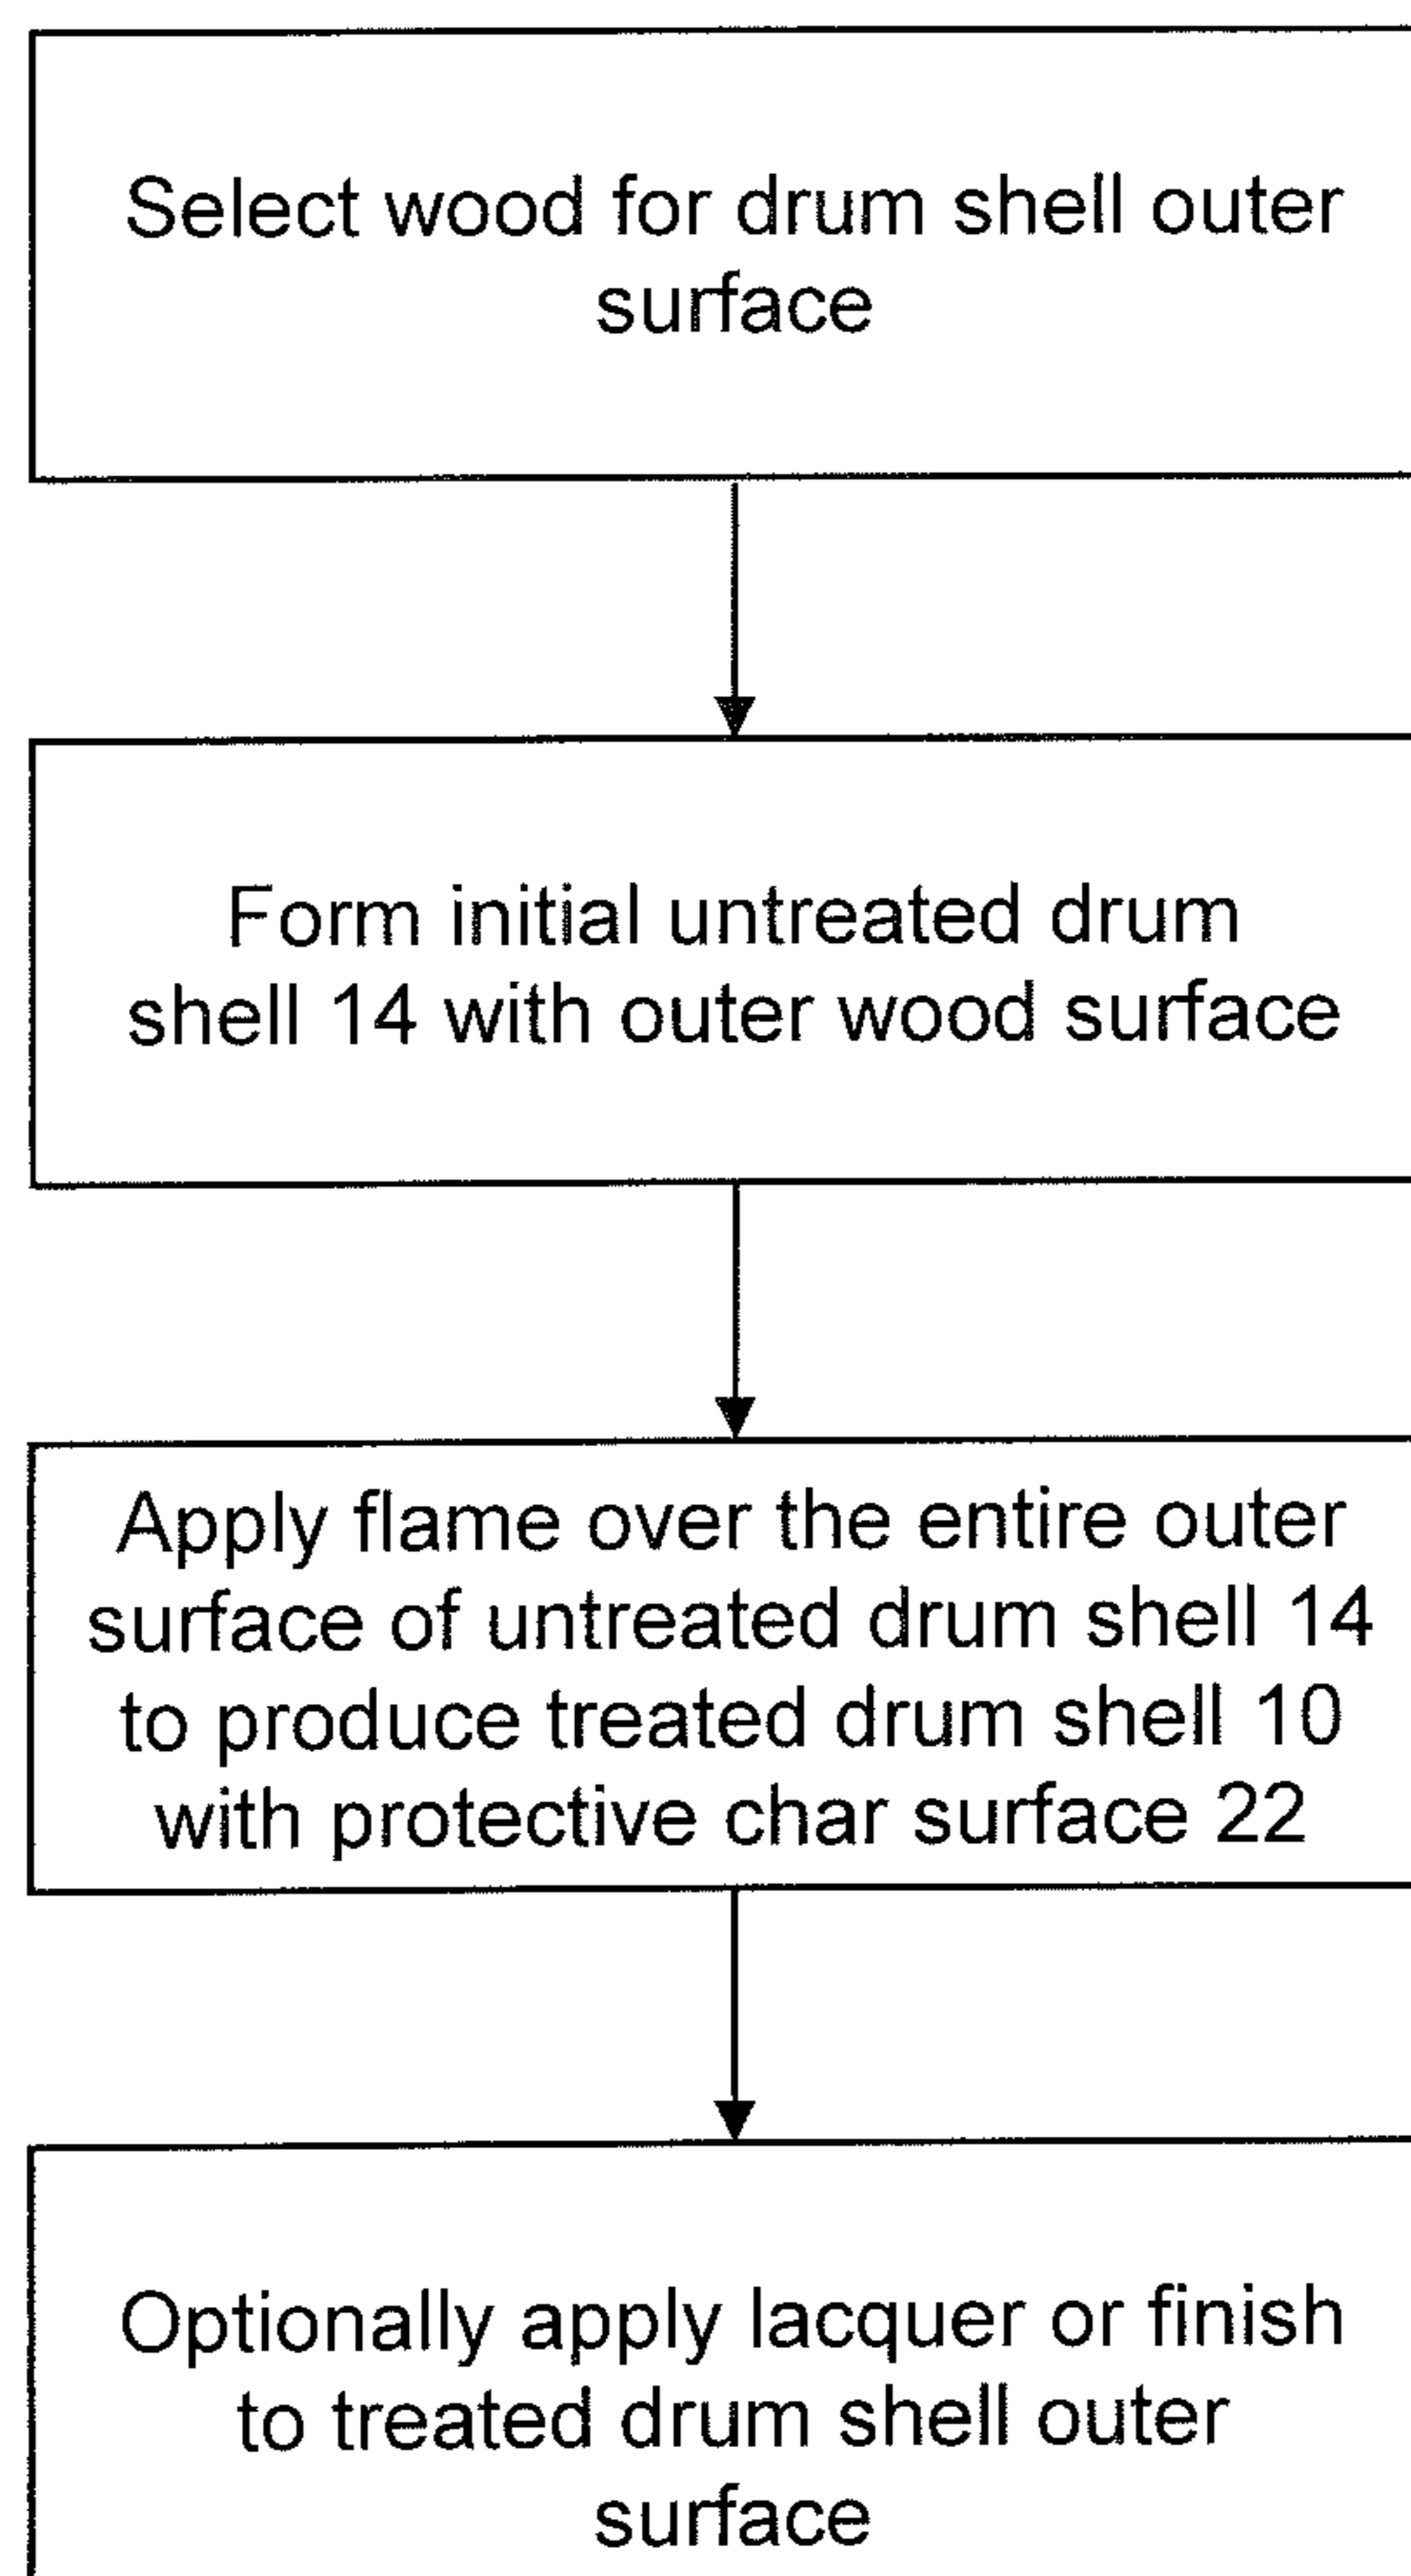 Select wood for drum shell outer
surface
Form initial untreated drum
shell 14 with outer wood surface
Apply flame over the entire outer
surface of untreated drum shell 14
to produce treated drum shell 10
with protective char surface 22
Optionally apply lacquer or finish
to treated drum shell outer
surface